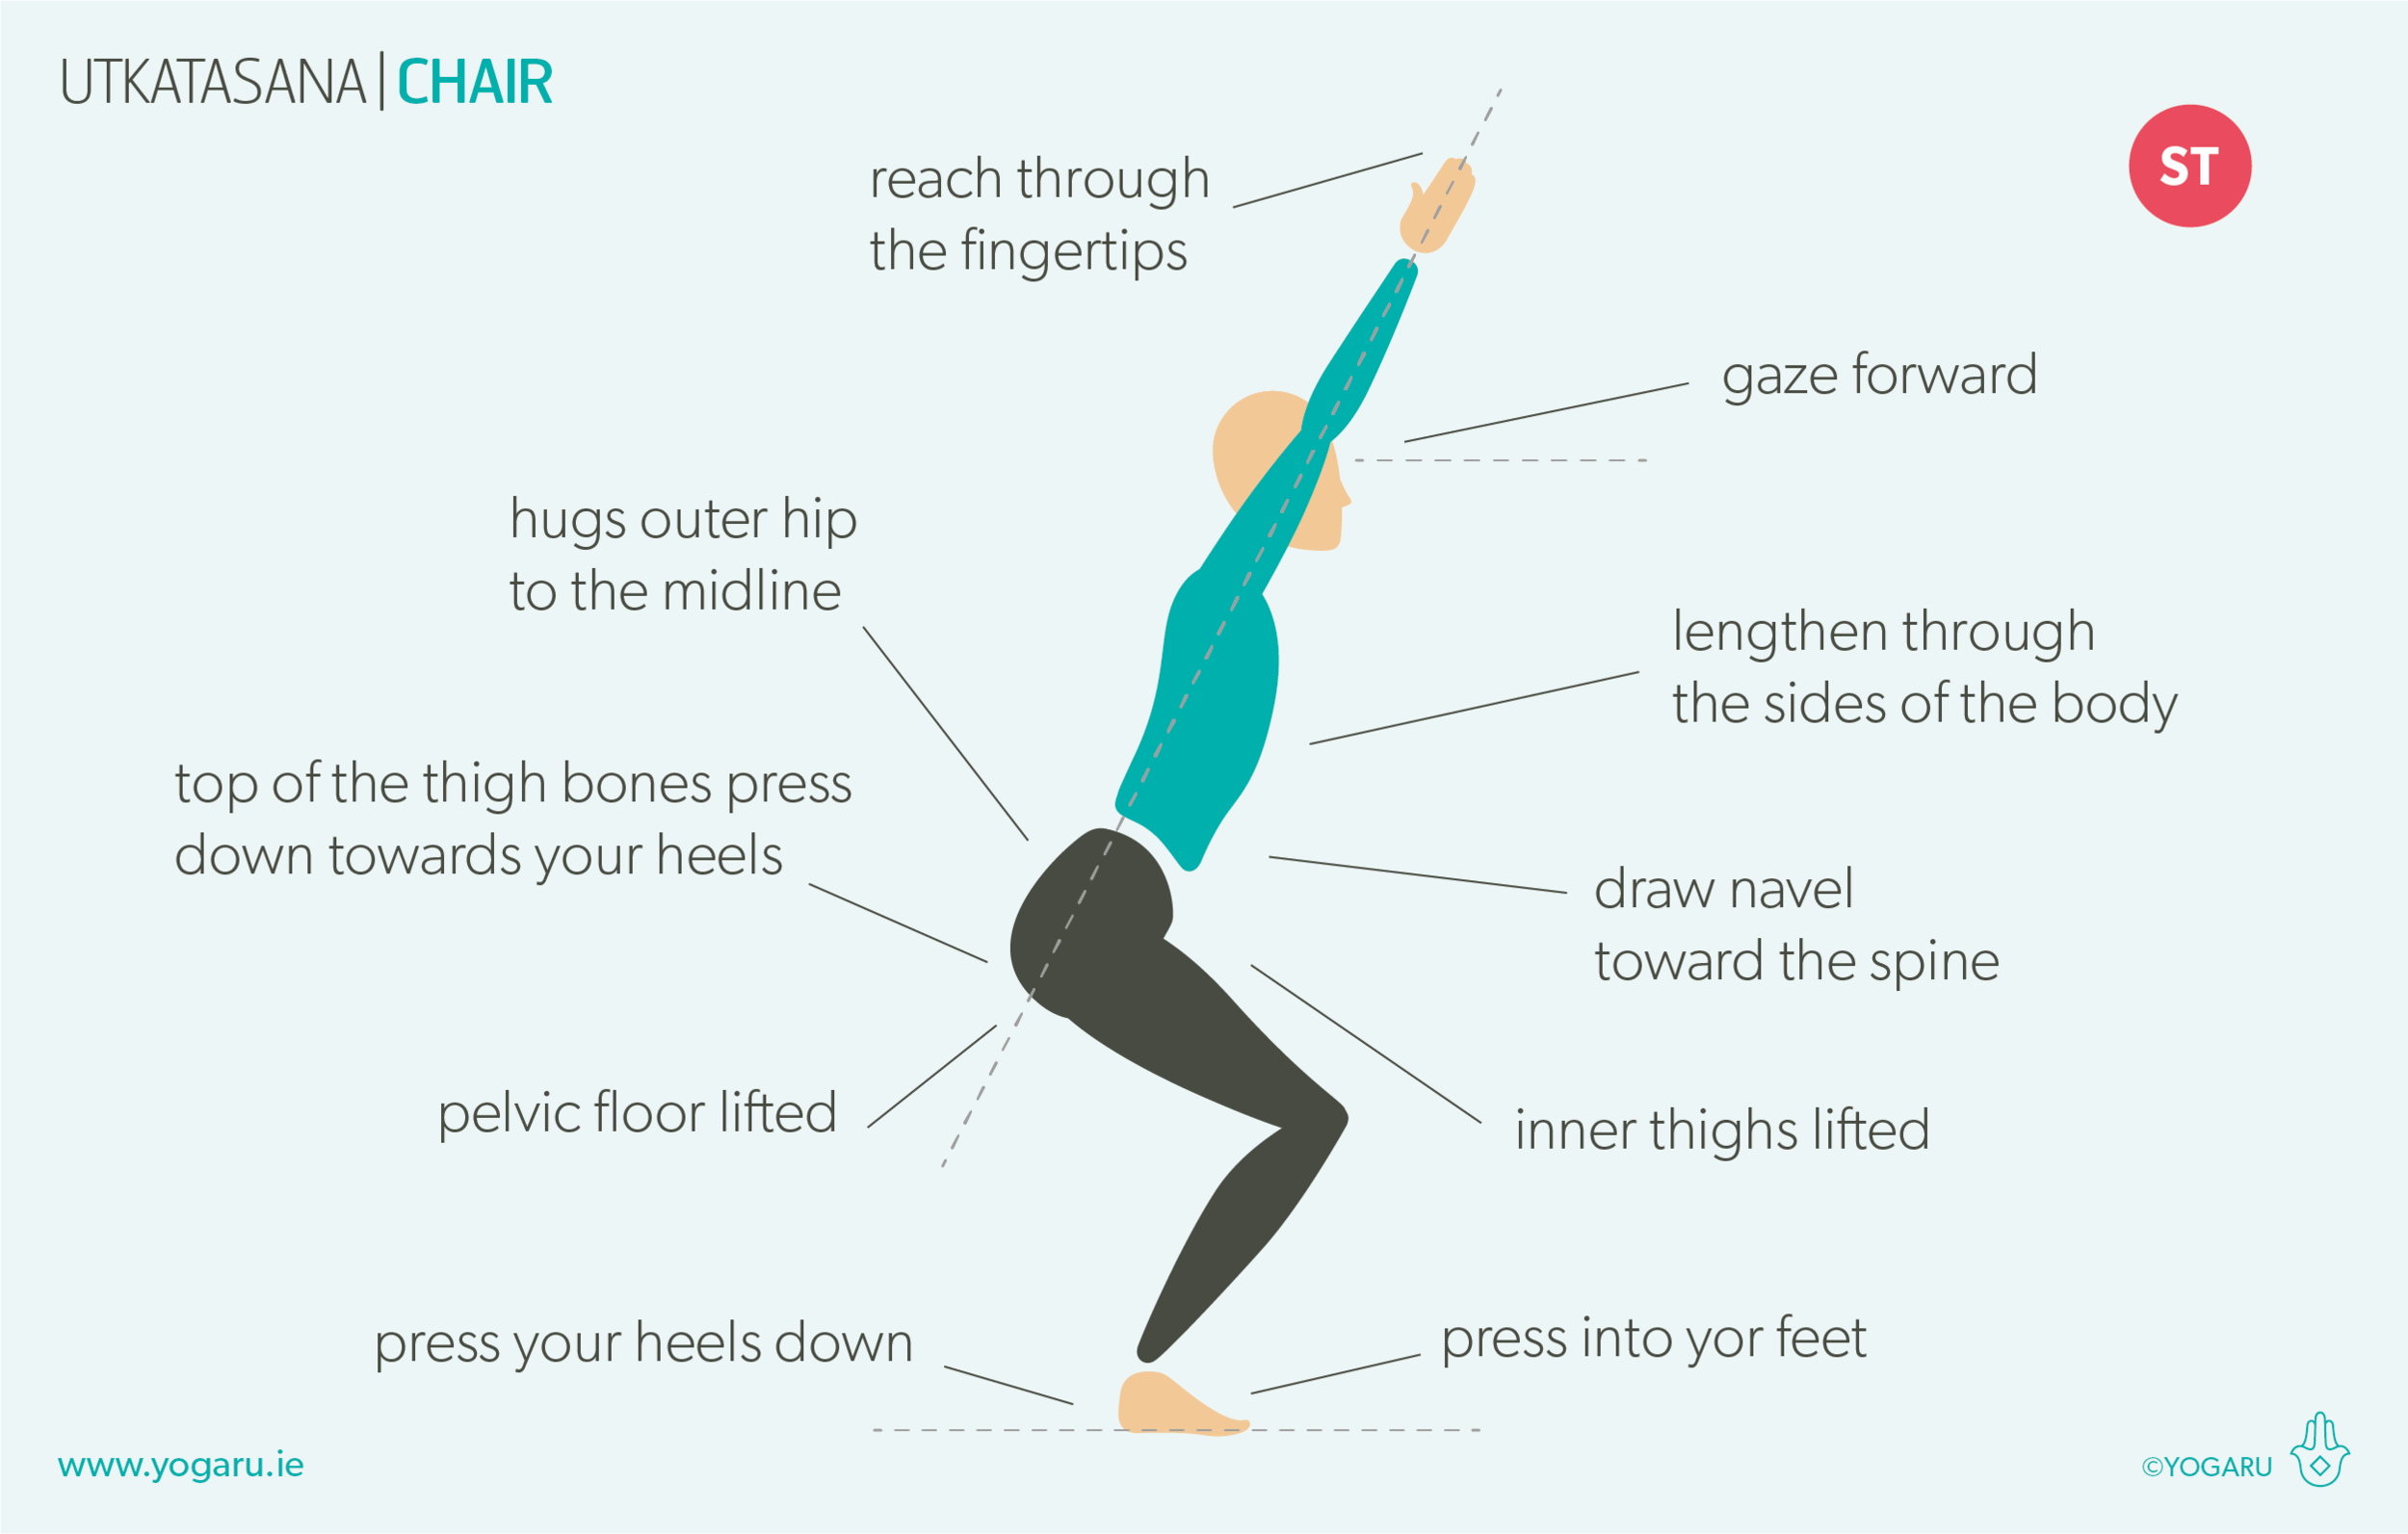 UTKATASANA|CHAIR
ST
reach through
the fingertips
gaze forward
hugs outer hip
to the midline
lengthen through
the sides of the body
top of the thigh bones press
down towards your heels
draw navel
toward the spine
pelvic floor lifted
inner thighs lifted
press your heels down
press into yor feet
www.yogaru.ie
©YOGARU